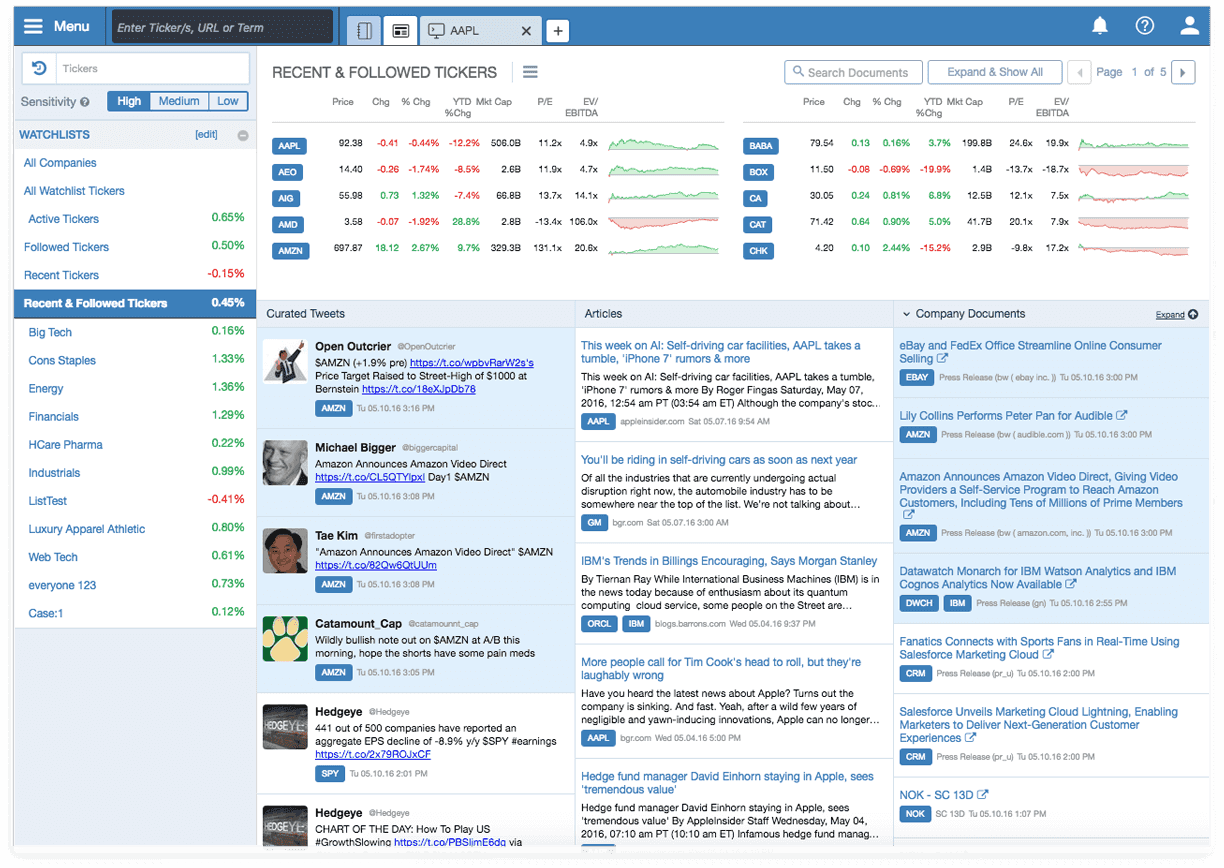 Menu
Enter Ticker/s, URL or Term
AAPL
Tickers
Sensitivity
High Medium Low
WATCHLISTS [edit]
All Companies
All Watchlist Tickers
Active Tickers 0.65%
Followed Tickers 0.50%
Recent Tickers -0.15%
Recent & Followed Tickers 0.45%
Big Tech 0.16%
Cons Staples 1.33%
Energy 1.36%
Financials 1.29%
HCare Pharma 0.22%
Industrials 0.99%
ListTest -0.41%
Luxury Apparel Athletic 0.80%
Web Tech 0.61%
everyone 123 0.73%
Case:1 0.12%
RECENT & FOLLOWED TICKERS
Search Documents
Expand & Show All
Page 1 of 5
Price Chg % Chg YTD %Chg Mkt Cap P/E EV/ EBITDA
AAPL 92.38 -0.41 -0.44% -12.2% 506.0B 11.2x 4.9x
AEO 14.40 -0.26 -1.74% -8.5% 2.6B 11.9x 4.7x
AIG 55.98 0.73 1.32% -7.4% 66.8B 13.7x 14.1x
AMD 3.58 -0.07 -1.92% 28.8% 2.8B -13.4x 106.0x
AMZN 697.87 18.12 2.67% 9.7% 329.3B 131.1x 20.6x
Price Chg % Chg YTD %Chg Mkt Cap P/E EV/ EBITDA
BABA 79.54 0.13 0.16% 3.7% 199.8B 24.6x 19.9x
BOX 11.50 -0.08 -0.69% -19.9% 1.4B -13.7x -18.7x
CA 30.05 0.24 0.81% 6.8% 12.5B 12.1x 7.5x
CAT 71.42 0.64 0.90% 5.0% 41.7B 20.1x 7.9x
CHK 4.20 0.10 2.44% -15.2% 2.9B -9.8x 17.2x
Curated Tweets
Open Outcrier @OpenOutcrier
$AMZN (+1.9% pre) https://t.co/wpbvRarW2s's
Price Target Raised to Street-High of $1000 at
Bernstein https://t.co/18eXJpDb78
AMZN Tu 05.10.16 3:16 PM
Michael Bigger @biggercapital
Amazon Announces Amazon Video Direct
https://t.co/CL5QTYlpxl Day1 $AMZN
AMZN Tu 05.10.16 3:08 PM
Tae Kim @firstadopter
"Amazon Announces Amazon Video Direct" $AMZN
https://t.co/82Qw6QtUUm
AMZN Tu 05.10.16 3:08 PM
Catamount_Cap @catamounnt_cap
Wildly bullish note out on $AMZN at A/B this
morning, hope the shorts have some pain meds
AMZN Tu 05.10.16 3:05 PM
Hedgeye @Hedgeye
441 out of 500 companies have reported an
aggregate EPS decline of -8.9% y/y $SPY #earnings
https://t.co/2x79ROJxCF
SPY Tu 05.10.16 2:01 PM
HEDGEYE
Hedgeye @Hedgeye
CHART OF THE DAY: How To Play US
#GrowthSlowing https://t.co/PBSlimE6dq via
HEDGEYE
Articles
This week on AI: Self-driving car facilities, AAPL takes a
tumble, 'iPhone 7' rumors & more
This week on AI: Self-driving car facilities, AAPL takes a tumble,
'iPhone 7' rumors & more By Roger Fingas Saturday, May 07,
2016, 12:54 am PT (03:54 am ET) Although the company's stoc...
AAPL appleinsider.com Sat 05.07.16 9:54 AM
You'll be riding in self-driving cars as soon as next year
Of all the industries that are currently undergoing actual
disruption right now, the automobile industry has to be
somewhere near the top of the list. We're not talking about...
GM bgr.com Sat 05.07.16 3:00 AM
IBM's Trends in Billings Encouraging, Says Morgan Stanley
By Tiernan Ray While International Business Machines (IBM) is in
the news today because of enthusiasm about its quantum
computing cloud service, some people on the Street are...
ORCL IBM blogs.barrons.com Wed 05.04.16 9:37 PM
More people call for Tim Cook's head to roll, but they're
laughably wrong
Have you heard the latest news about Apple? Turns out the
company is sinking. And fast. Yeah, after a wild few years of
negligible and yawn-inducing innovations, Apple can no longer...
AAPL bgr.com Wed 05.04.16 5:00 PM
Hedge fund manager David Einhorn staying in Apple, sees
'tremendous value'
Hedge fund manager David Einhorn staying in Apple, sees
'tremendous value' By AppleInsider Staff Wednesday, May 04,
2016, 07:10 am PT (10:10 am ET) Infamous hedge fund manag...
Company Documents Expand
eBay and FedEx Office Streamline Online Consumer
Selling
EBAY Press Release (bw ( ebay inc. )) Tu 05.10.16 3:00 PM
Lily Collins Performs Peter Pan for Audible
AMZN Press Release (bw ( audible.com )) Tu 05.10.16 3:00 PM
Amazon Announces Amazon Video Direct, Giving Video
Providers a Self-Service Program to Reach Amazon
Customers, Including Tens of Millions of Prime Members
AMZN Press Release (bw ( amazon.com, inc. )) Tu 05.10.16 3:00 PM
Datawatch Monarch for IBM Watson Analytics and IBM
Cognos Analytics Now Available
DWCH IBM Press Release (gn) Tu 05.10.16 2:55 PM
Fanatics Connects with Sports Fans in Real-Time Using
Salesforce Marketing Cloud
CRM Press Release (pr_u) Tu 05.10.16 2:00 PM
Salesforce Unveils Marketing Cloud Lightning, Enabling
Marketers to Deliver Next-Generation Customer
Experiences
CRM Press Release (pr_u) Tu 05.10.16 2:00 PM
NOK - SC 13D
NOK SC 13D Tu 05.10.16 1:07 PM